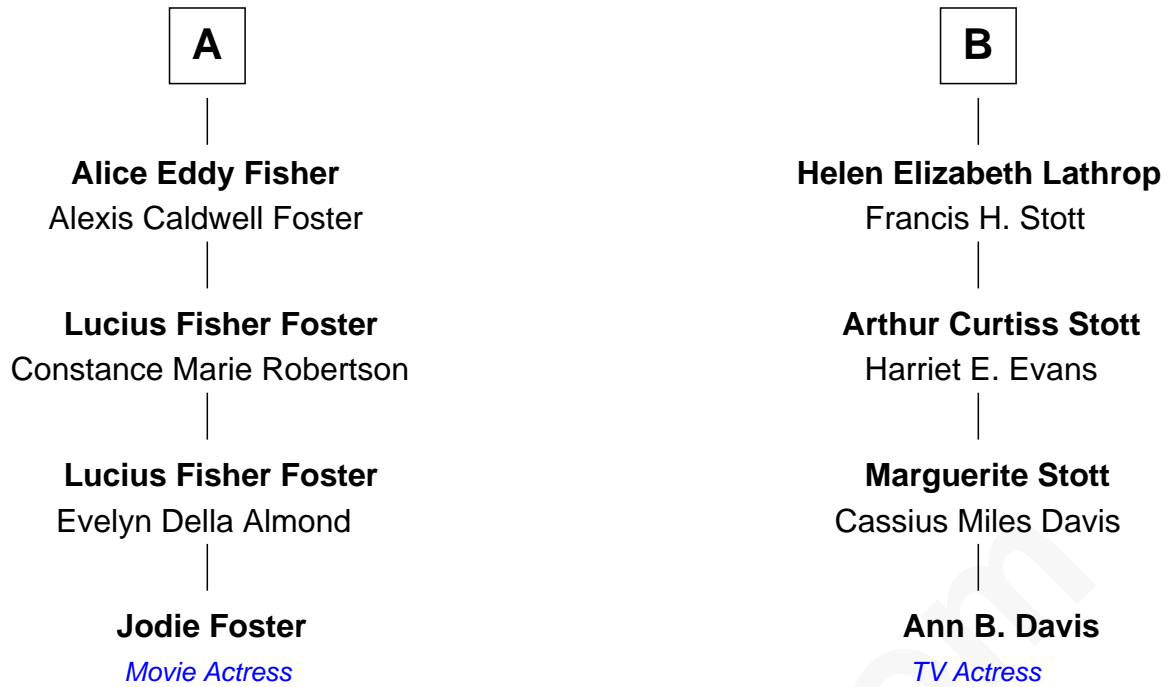 A
Alice Eddy Fisher
Alexis Caldwell Foster
Lucius Fisher Foster
Constance Marie Robertson
Lucius Fisher Foster
Evelyn Della Almond
Jodie Foster
Movie Actress
B
Helen Elizabeth Lathrop
Francis H. Stott
Arthur Curtiss Stott
Harriet E. Evans
Marguerite Stott
Cassius Miles Davis
Ann B. Davis
TV Actress